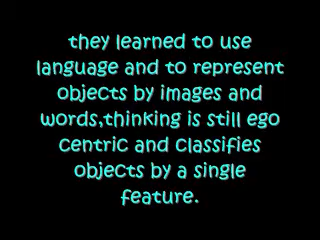 they learned to use
language and to represent
objects by images and
words,thinking is still ego
centric and classifies
objects by a single
feature.